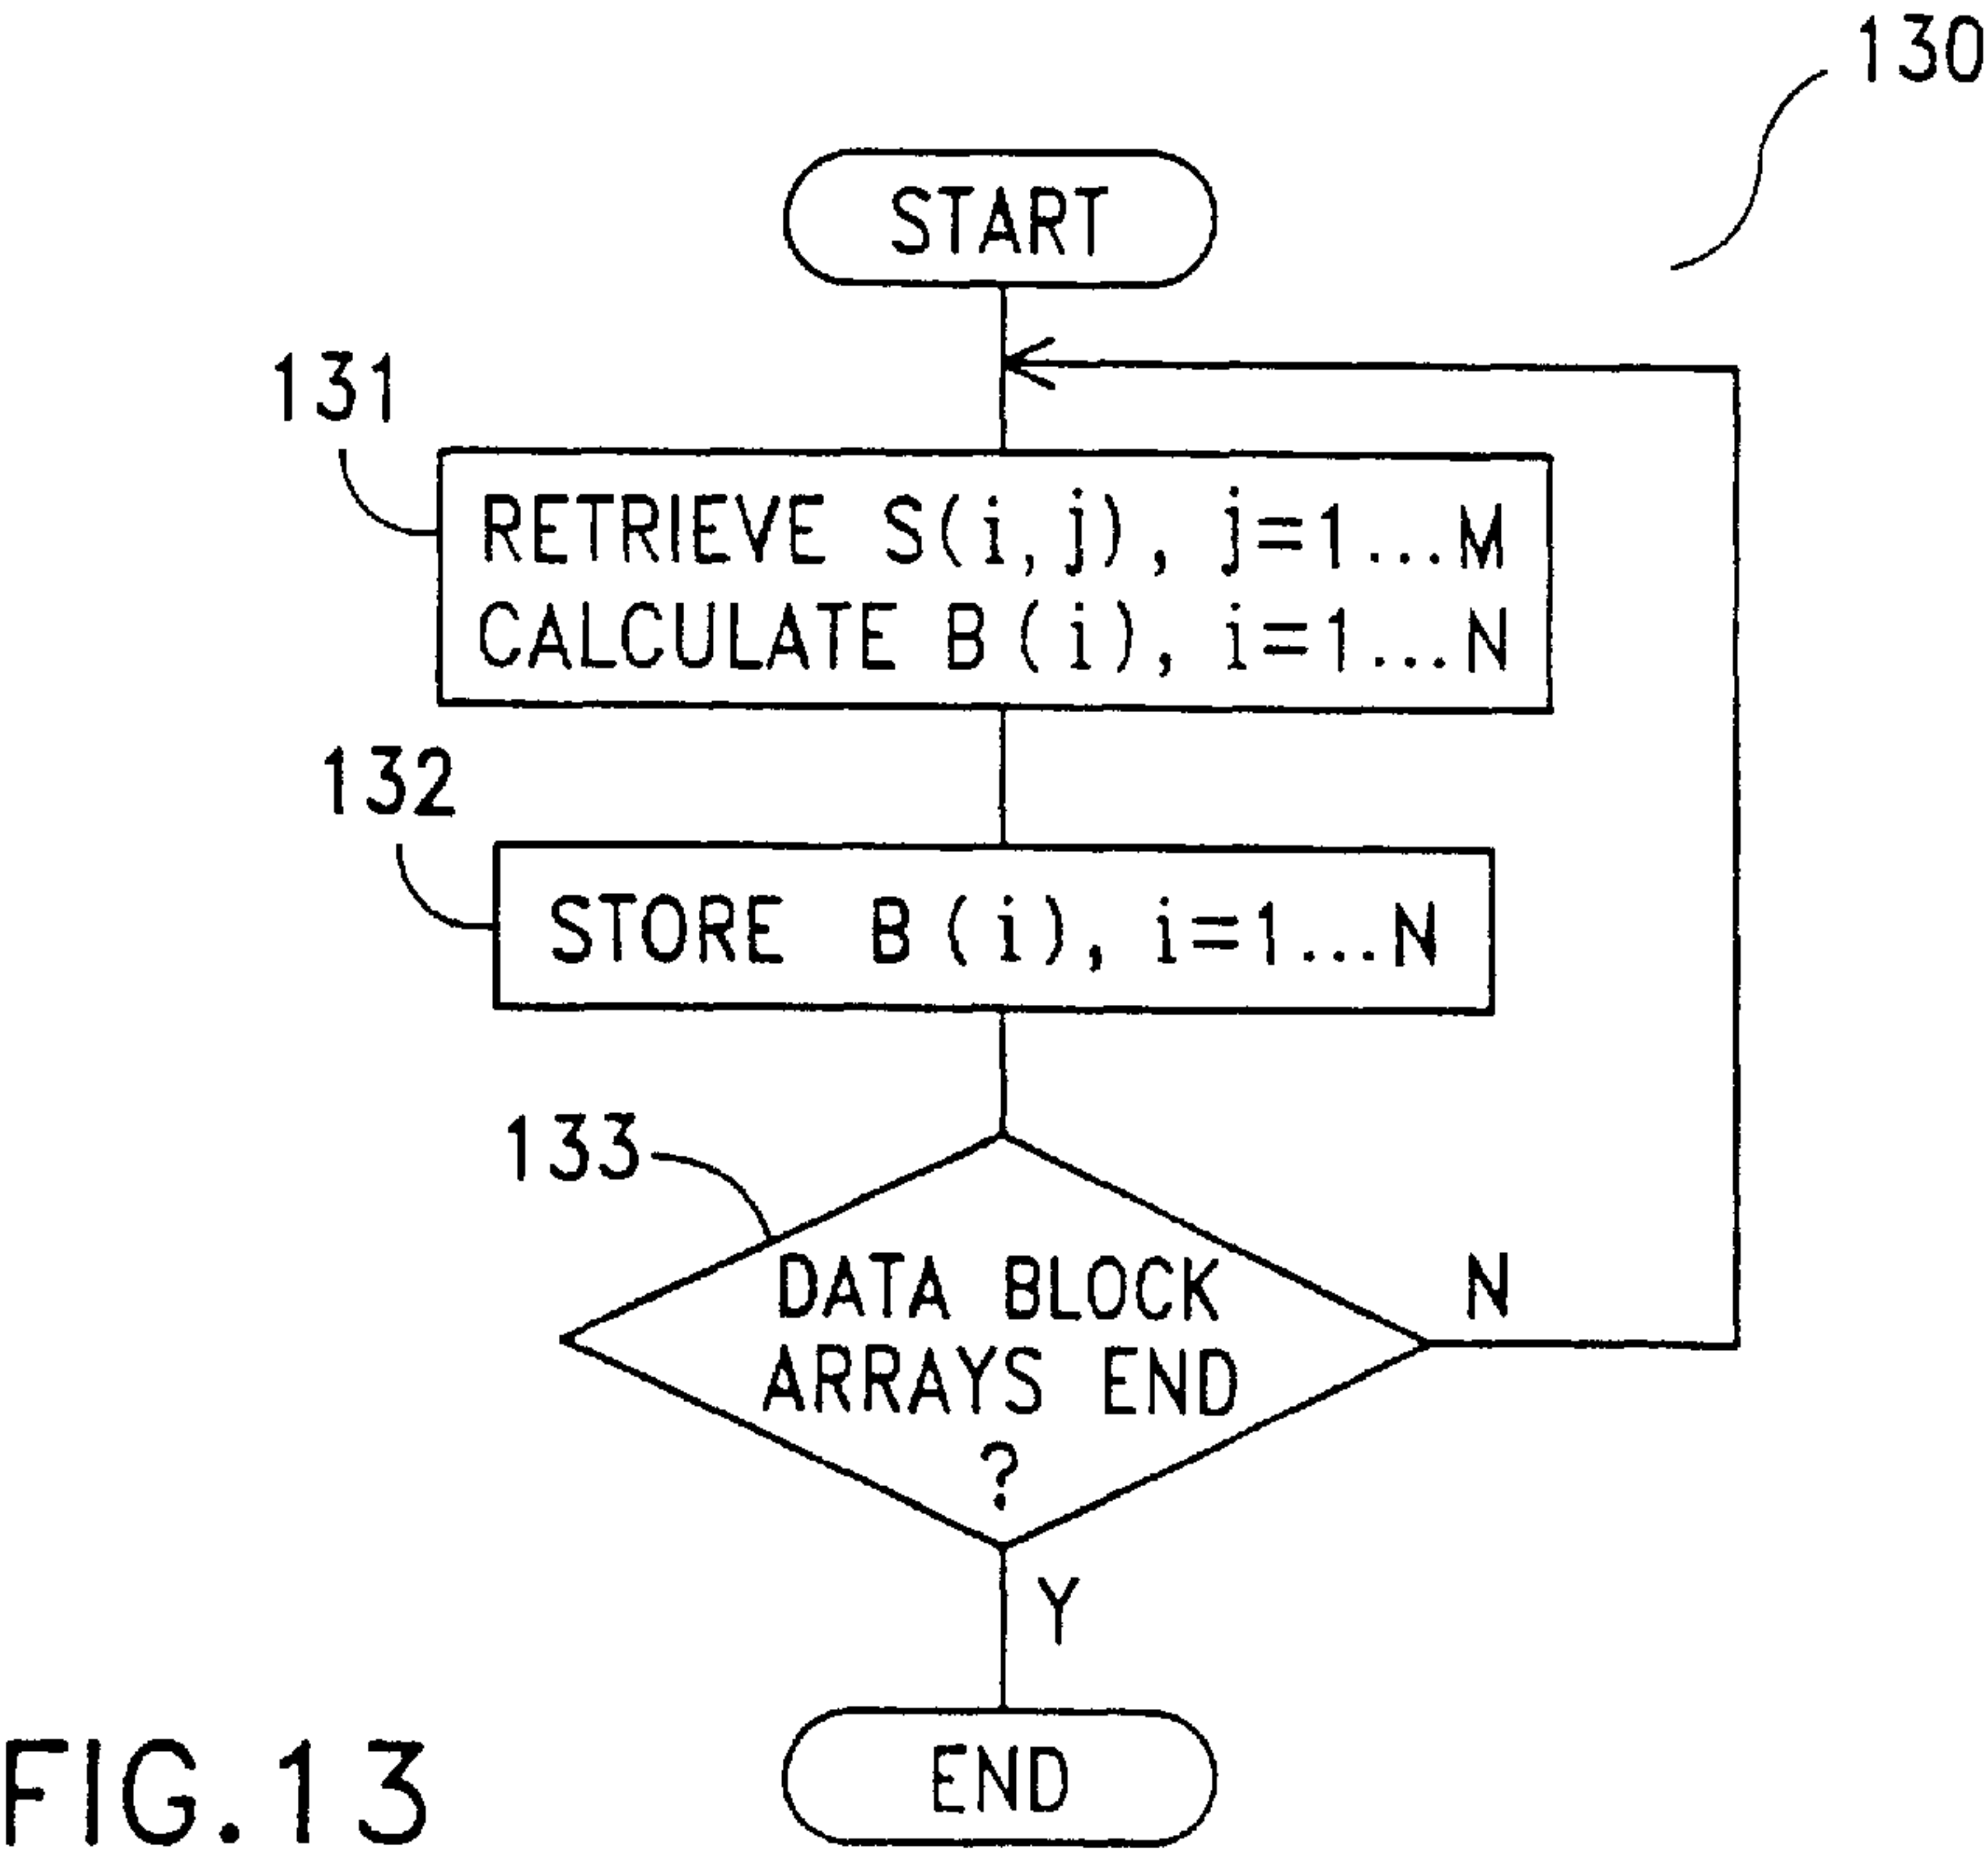 130
START
131
RETRIEVE S(i,j), j=1...M
CALCULATE B(i), i=1...N
132
STORE B(i), i=1...N
133
DATA BLOCK
ARRAYS END
?
N
Y
END
FIG.13